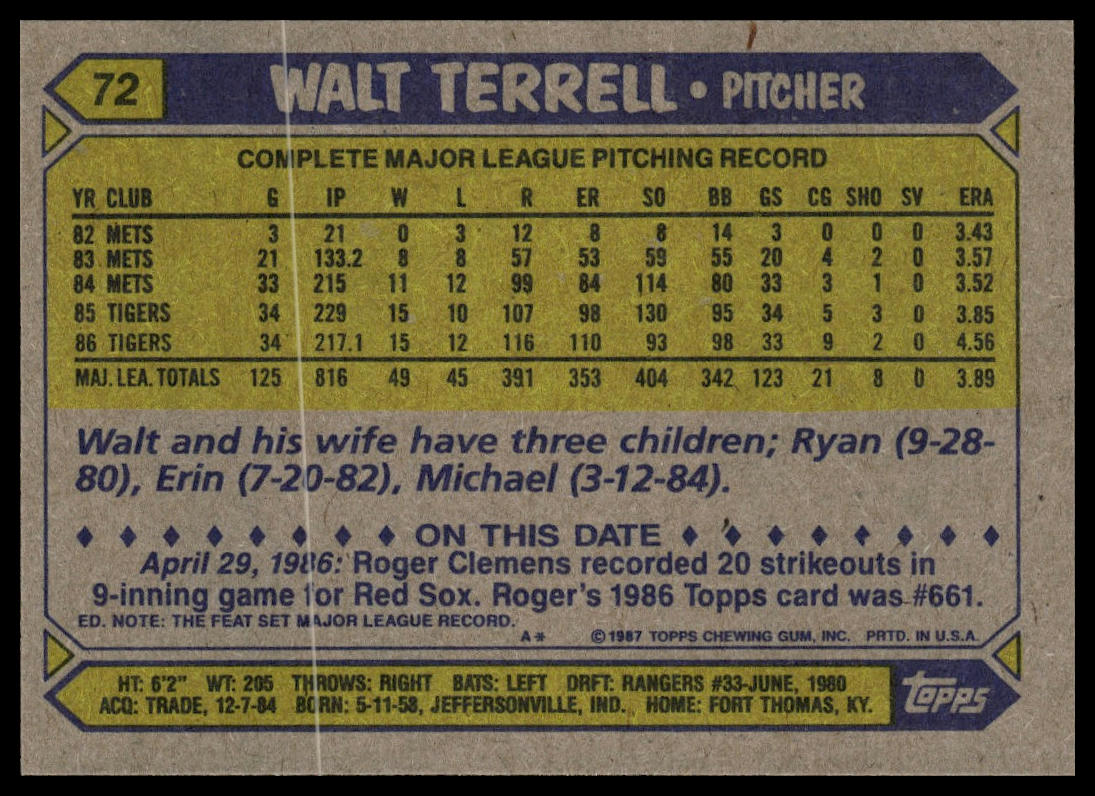 72 WALT TERRELL • PITCHER
COMPLETE MAJOR LEAGUE PITCHING RECORD
YR CLUB G IP W L R ER SO BB GS CG SHO SV ERA
82 METS 3 21 0 3 12 8 8 14 3 0 0 0 3.43
83 METS 21 133.2 8 8 57 53 59 55 20 4 2 0 3.57
84 METS 33 215 11 12 99 84 114 80 33 3 1 0 3.52
85 TIGERS 34 229 15 10 107 98 130 95 34 5 3 0 3.85
86 TIGERS 34 217.1 15 12 116 110 93 98 33 9 2 0 4.56
MAJ. LEA. TOTALS 125 816 49 45 391 353 404 342 123 21 8 0 3.89
Walt and his wife have three children; Ryan (9-28-
80), Erin (7-20-82), Michael (3-12-84).
ON THIS DATE
April 29, 1986: Roger Clemens recorded 20 strikeouts in
9-inning game for Red Sox. Roger's 1986 Topps card was #661.
ED. NOTE: THE FEAT SET MAJOR LEAGUE RECORD.
A* ©1987 TOPPS CHEWING GUM, INC. PRTD. IN U.S.A.
HT: 6'2" WT: 205 THROWS: RIGHT BATS: LEFT DRFT: RANGERS #33-JUNE, 1980
ACQ: TRADE, 12-7-84 BORN: 5-11-58, JEFFERSONVILLE, IND. HOME: FORT THOMAS, KY.
topps